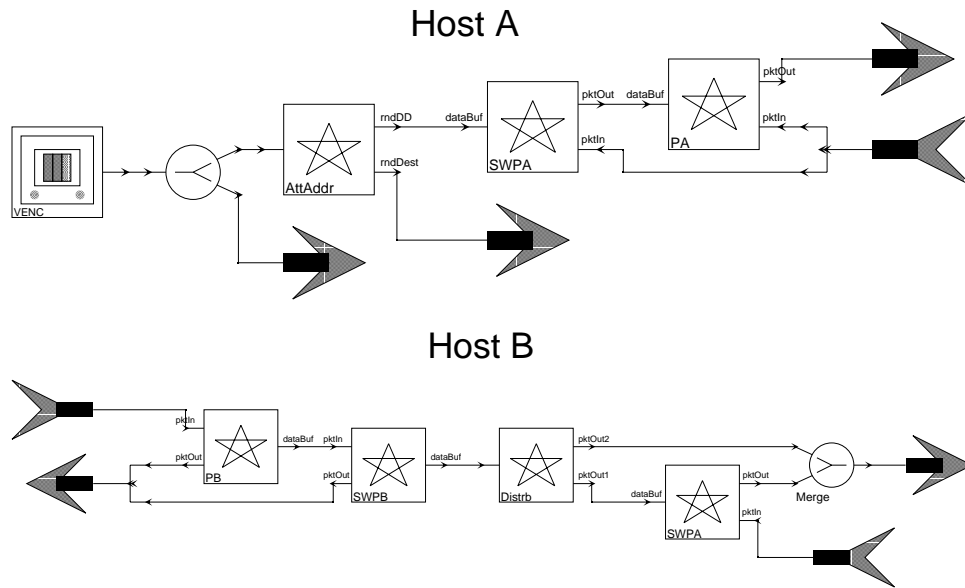 Host A
pktOut
rndDD
dataBuf
pktOut
dataBuf
pktIn
rndDest
pktIn
PA
SWPA
AttAddr
VENC
Host B
pktIn
dataBuf
pktIn
pktOut2
pktOut
pktOut
dataBuf
pktOut1
pktOut
PB
SWPB
Distrb
dataBuf
Merge
pktIn
SWPA